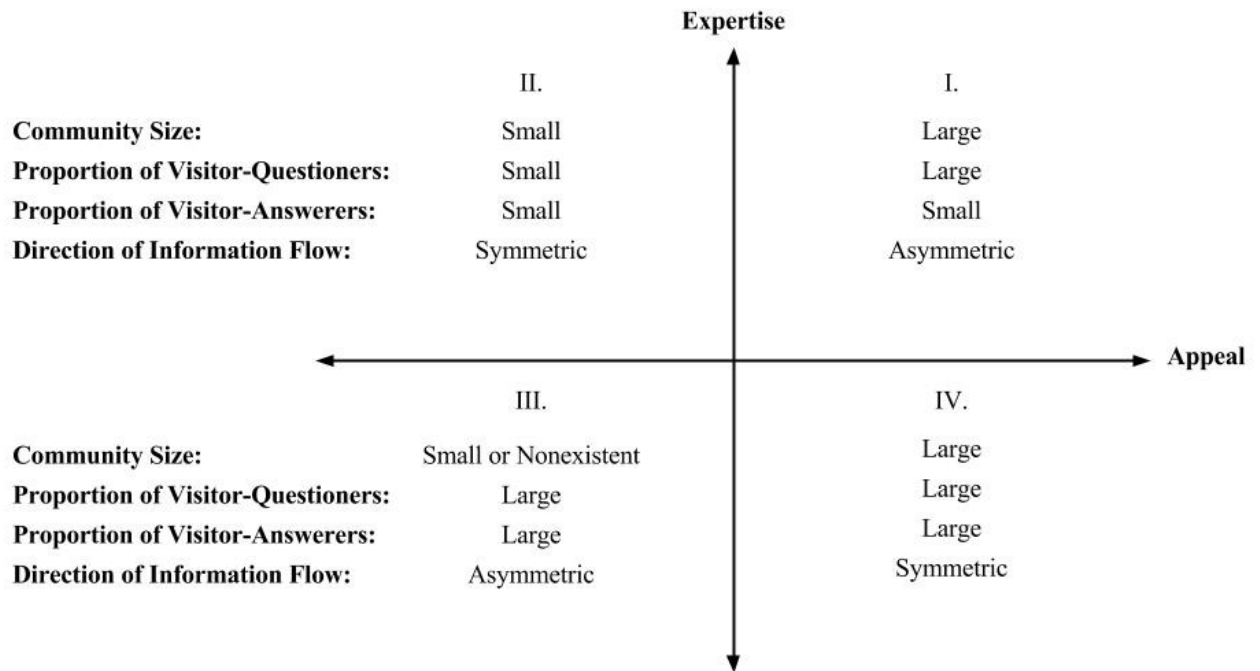 Expertise
II. I.
Community Size: Small Large
Proportion of Visitor-Questioners: Small Large
Proportion of Visitor-Answerers: Small Small
Direction of Information Flow: Symmetric Asymmetric
Appeal
III. IV.
Community Size: Small or Nonexistent Large
Proportion of Visitor-Questioners: Large Large
Proportion of Visitor-Answerers: Large Large
Direction of Information Flow: Asymmetric Symmetric